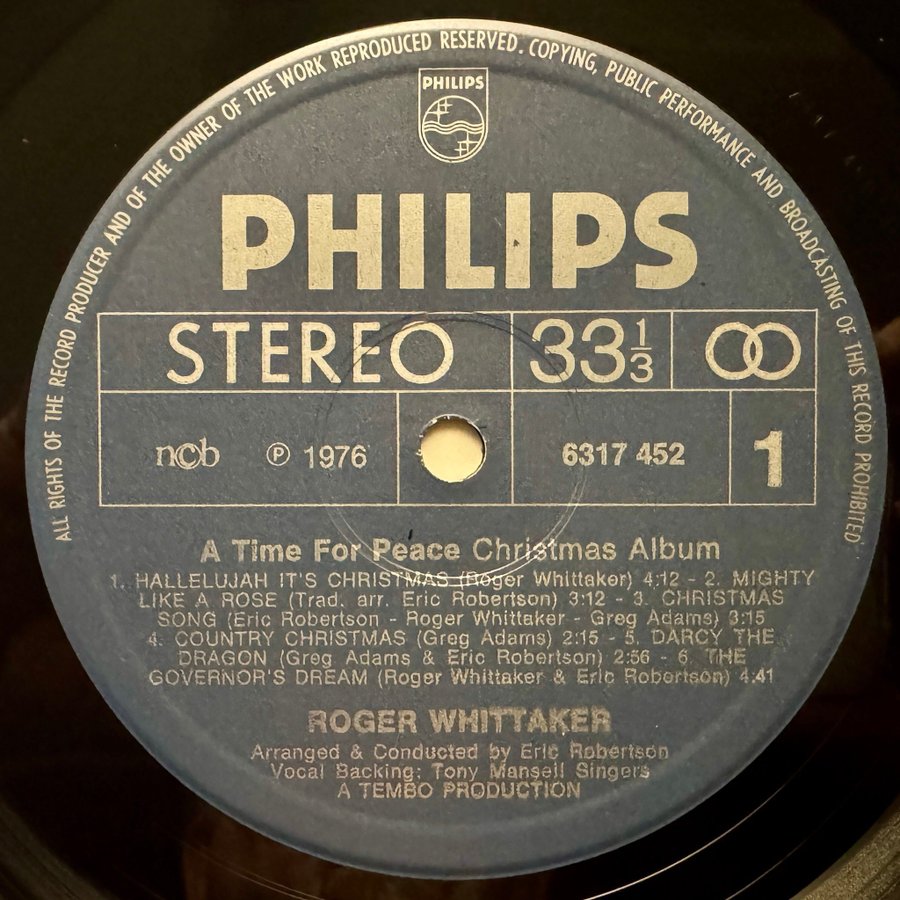 ALL RIGHTS OF THE RECORD PRODUCER AND OF THE OWNER OF THE WORK REPRODUCED RESERVED. COPYING, PUBLIC PERFORMANCE AND BROADCASTING OF THIS RECORD PROHIBITED
PHILIPS
PHILIPS
STEREO 33 1/3
ncb ℗ 1976 6317 452 1
A Time For Peace Christmas Album
1. HALLELUJAH IT'S CHRISTMAS (Roger Whittaker) 4:12 - 2. MIGHTY
LIKE A ROSE (Trad. arr. Eric Robertson) 3:12 - 3. CHRISTMAS
SONG (Eric Robertson - Roger Whittaker - Greg Adams) 3:15
4. COUNTRY CHRISTMAS (Greg Adams) 2:15 - 5. DARCY THE
DRAGON (Greg Adams & Eric Robertson) 2:56 - 6. THE
GOVERNOR'S DREAM (Roger Whittaker & Eric Robertson) 4:41
ROGER WHITTAKER
Arranged & Conducted by Eric Robertson
Vocal Backing: Tony Mansell Singers
A TEMBO PRODUCTION